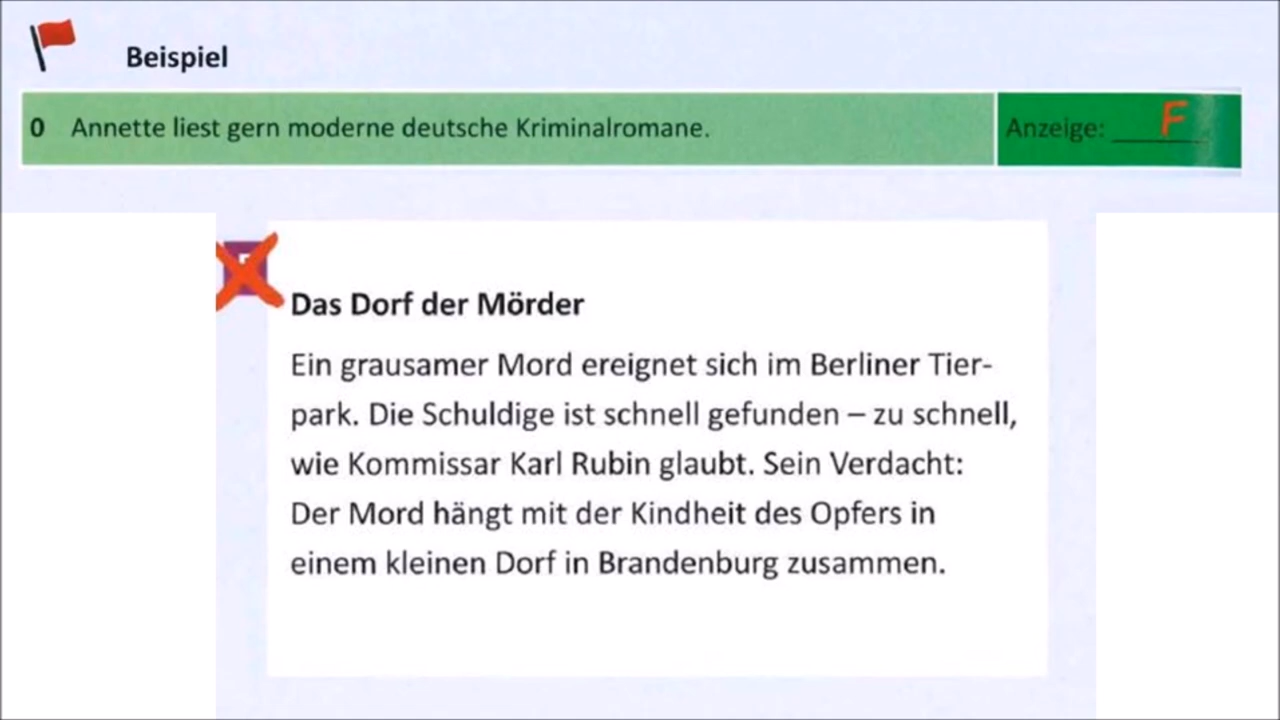 Beispiel
0 Annette liest gern moderne deutsche Kriminalromane. Anzeige: F
Das Dorf der Mörder
Ein grausamer Mord ereignet sich im Berliner Tier-
park. Die Schuldige ist schnell gefunden – zu schnell,
wie Kommissar Karl Rubin glaubt. Sein Verdacht:
Der Mord hängt mit der Kindheit des Opfers in
einem kleinen Dorf in Brandenburg zusammen.